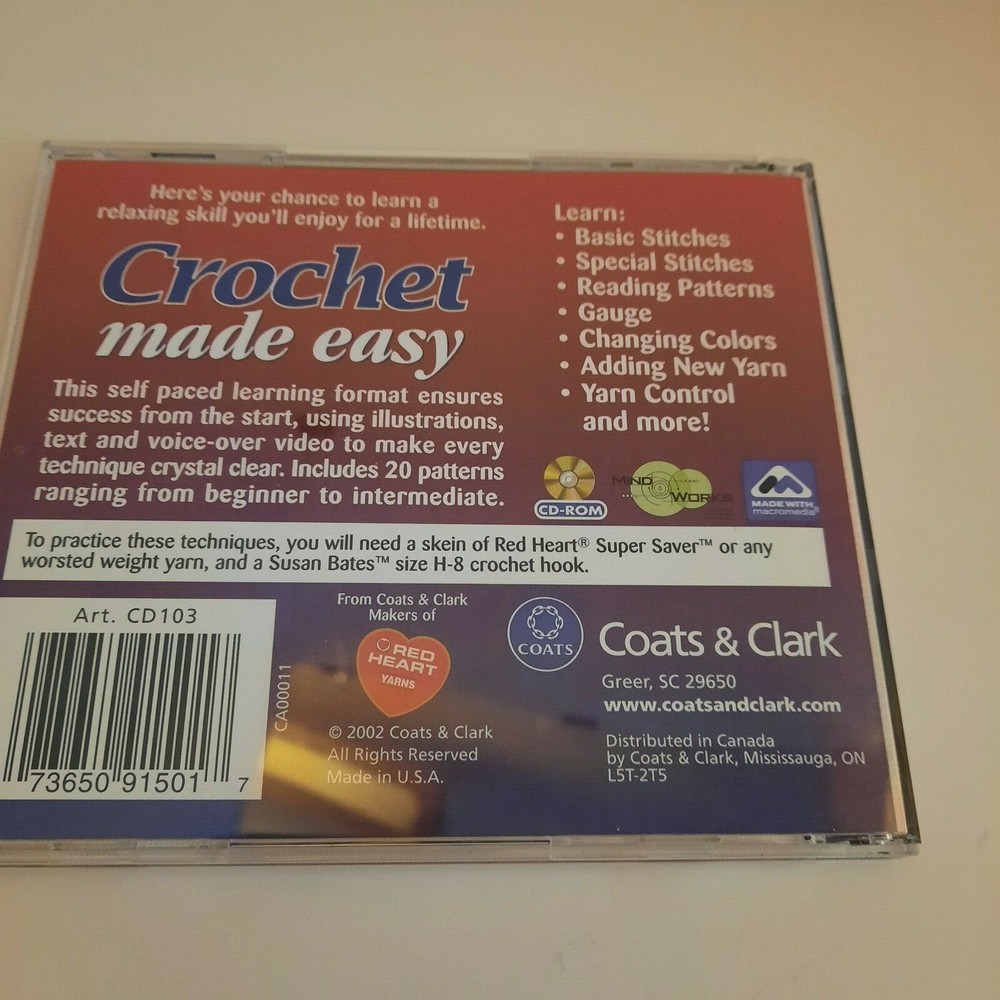 Here's your chance to learn a
relaxing skill you'll enjoy for a lifetime.
Crochet
made easy
This self paced learning format ensures
success from the start, using illustrations,
text and voice-over video to make every
technique crystal clear. Includes 20 patterns
ranging from beginner to intermediate.
Learn:
• Basic Stitches
• Special Stitches
• Reading Patterns
• Gauge
• Changing Colors
• Adding New Yarn
• Yarn Control
and more!
CD-ROM
MIND
WORKS
MADE WITH
macromedia®
To practice these techniques, you will need a skein of Red Heart® Super Saver™ or any
worsted weight yarn, and a Susan Bates™ size H-8 crochet hook.
Art. CD103
73650 91501 7
CA00011
From Coats & Clark
Makers of
RED
HEART
YARNS
© 2002 Coats & Clark
All Rights Reserved
Made in U.S.A.
COATS
Coats & Clark
Greer, SC 29650
www.coatsandclark.com
Distributed in Canada
by Coats & Clark, Mississauga, ON
L5T-2T5